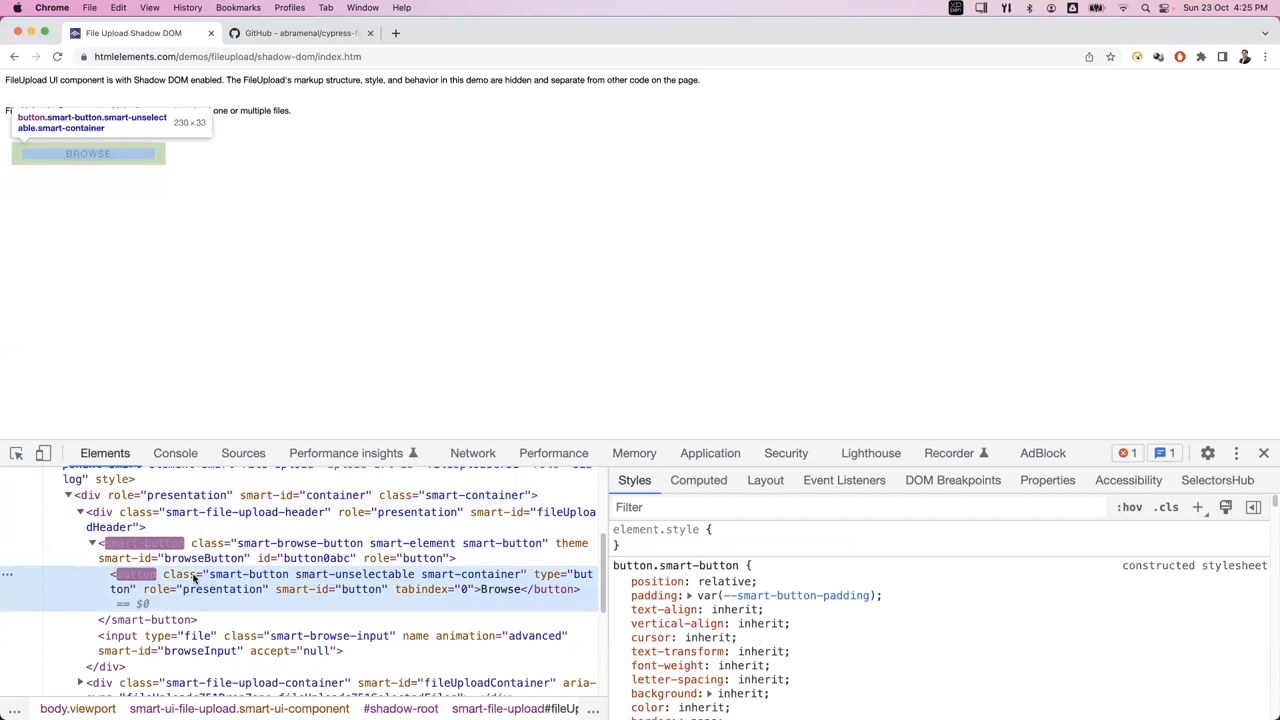 Chrome File Edit View History Bookmarks Profiles Tab Window Help Sun 23 Oct 4:25 PM
File Upload Shadow DOM × GitHub - abramenal/cypress-f × +
htmlelements.com/demos/fileupload/shadow-dom/index.htm
FileUpload UI component is with Shadow DOM enabled. The FileUpload's markup structure, style, and behavior in this demo are hidden and separate from other code on the page.
one or multiple files.
button.smart-button.smart-unselect 230 × 33
able.smart-container
BROWSE
Elements Console Sources Performance insights Network Performance Memory Application Security Lighthouse Recorder AdBlock 1 1
log" style>
<div role="presentation" smart-id="container" class="smart-container">
<div class="smart-file-upload-header" role="presentation" smart-id="fileUploa
dHeader">
<smart-button class="smart-browse-button smart-element smart-button" theme
smart-id="browseButton" id="button0abc" role="button">
<button class="smart-button smart-unselectable smart-container" type="but
ton" role="presentation" smart-id="button" tabindex="0">Browse</button>
== $0
</smart-button>
<input type="file" class="smart-browse-input" name animation="advanced"
smart-id="browseInput" accept="null">
</div>
<div class="smart-file-upload-container" smart-id="fileUploadContainer" aria-
... body.viewport smart-ui-file-upload.smart-ui-component #shadow-root smart-file-upload#fileUp ...
Styles Computed Layout Event Listeners DOM Breakpoints Properties Accessibility SelectorsHub
Filter :hov .cls +
element.style {
}
button.smart-button { constructed stylesheet
position: relative;
padding: var(--smart-button-padding);
text-align: inherit;
vertical-align: inherit;
cursor: inherit;
text-transform: inherit;
font-weight: inherit;
letter-spacing: inherit;
background: inherit;
color: inherit;